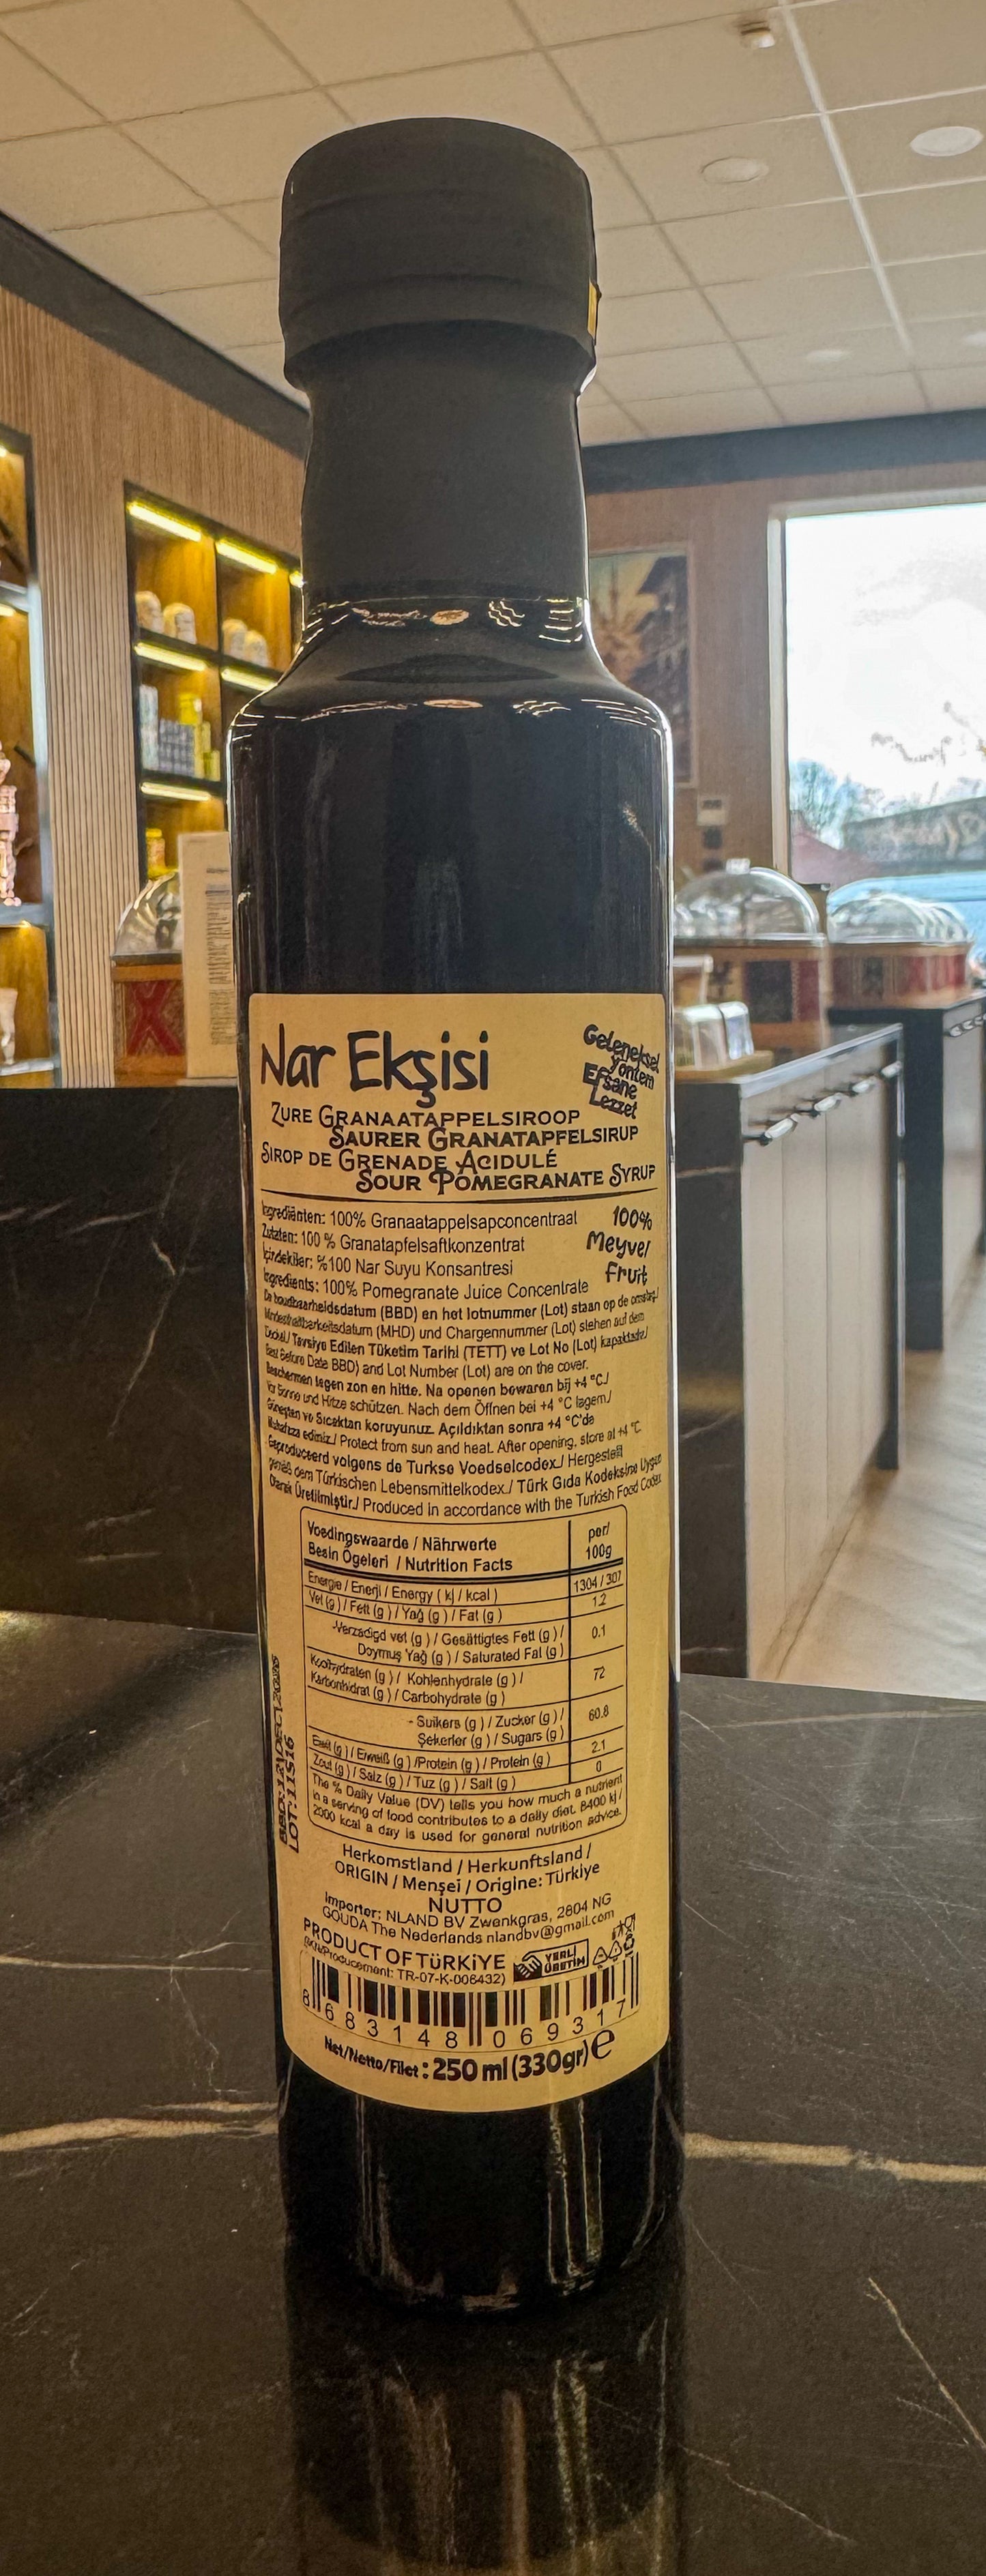 Nar Ekşisi
Geleneksel
Yöntem
Efsane
Lezzet
ZURE GRANAATAPPELSIROOP
SAURER GRANATAPFELSIRUP
SIROP DE GRENADE ACIDULÉ
SOUR POMEGRANATE SYRUP
Ingrediënten: 100% Granaatappelsapconcentraat
Zutaten: 100 % Granatapfelsaftkonzentrat
İçindekiler: %100 Nar Suyu Konsantresi
Ingredients: 100% Pomegranate Juice Concentrate
100%
Meyve/
Fruit
De houdbaarheidsdatum (BBD) en het lotnummer (Lot) staan op de omslag/
Mindesthaltbarkeitsdatum (MHD) und Chargennummer (Lot) stehen auf dem
Deckel./ Tavsiye Edilen Tüketim Tarihi (TETT) ve Lot No (Lot) kapaktadır/
Best Before Date BBD) and Lot Number (Lot) are on the cover.
Beschermen tegen zon en hitte. Na openen bewaren bij +4 °C./
Vor Sonne und Hitze schützen. Nach dem Öffnen bei +4 °C lagern./
Güneşten ve Sıcaktan koruyunuz. Açıldıktan sonra +4 °C'de
Muhafaza ediniz./ Protect from sun and heat. After opening, store at +4 °C.
Geproduceerd volgens de Turkse Voedselcodex./ Hergestellt
gemäß dem Türkischen Lebensmittelkodex./ Türk Gıda Kodeksine Uygun
Olarak Üretilmiştir./ Produced in accordance with the Turkish Food Codex
Voedingswaarde / Nährwerte
Besin Ögeleri / Nutrition Facts
per/
100g
Energie / Enerji / Energy ( kj / kcal ) 1304 / 307
Vet (g) / Fett (g ) / Yağ (g ) / Fat (g ) 1.2
-Verzadigd vet (g ) / Gesättigtes Fett (g ) /
Doymuş Yağ (g ) / Saturated Fat (g ) 0.1
Koolhydraten (g ) / Kohlenhydrate (g ) /
Karbonhidrat (g ) / Carbohydrate (g ) 72
- Suikers (g ) / Zucker (g ) /
Şekerler (g ) / Sugars (g ) 60.8
Eiwit (g ) / Eiweiß (g ) /Protein (g ) / Protein (g ) 2.1
Zout (g ) / Salz (g ) / Tuz (g ) / Salt (g ) 0
The % Daily Value (DV) tells you how much a nutrient
in a serving of food contributes to a daily diet. 8400 kj /
2000 kcal a day is used for general nutrition advice.
BBD:12\DEC\2026
LOT:11516
Herkomstland / Herkunftsland /
ORIGIN / Menşei / Origine: Türkiye
NUTTO
Importer: NLAND BV Zwenkgras, 2804 NG
GOUDA The Nederlands nlandbv@gmail.com
PRODUCT OF TÜRKİYE
TR-07-K-006432)
YERLİ
ÜRETİM
8 683148 069317
Net/Netto/Filet : 250 ml (330gr) e